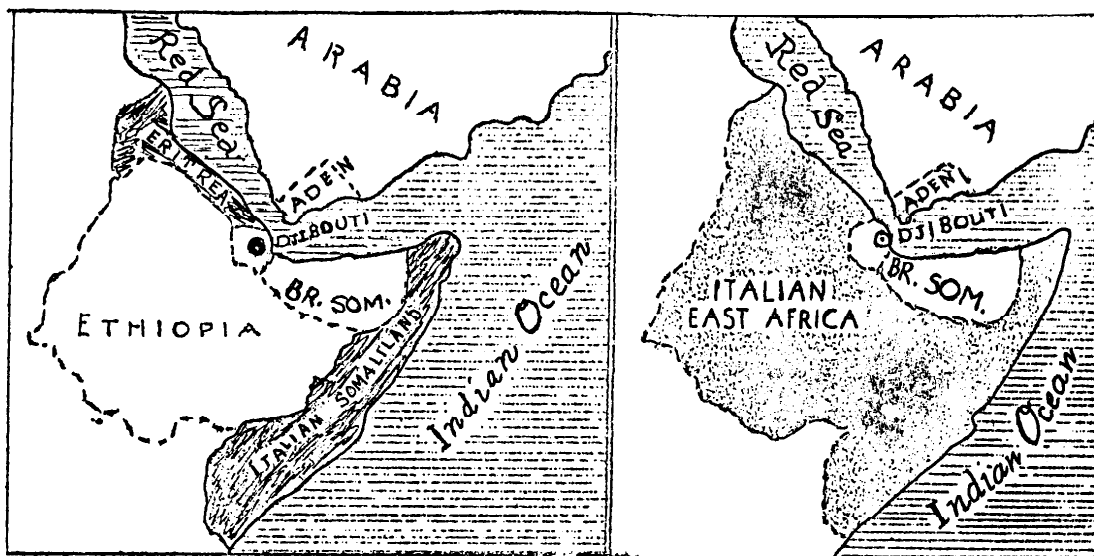 ARABIA
Red Sea
ERITREA
ADEN
DJIBOUTI
BR. SOM.
ETHIOPIA
ITALIAN SOMALILAND
Indian Ocean
ARABIA
Red Sea
ADEN
DJIBOUTI
BR. SOM.
ITALIAN
EAST AFRICA
Indian Ocean